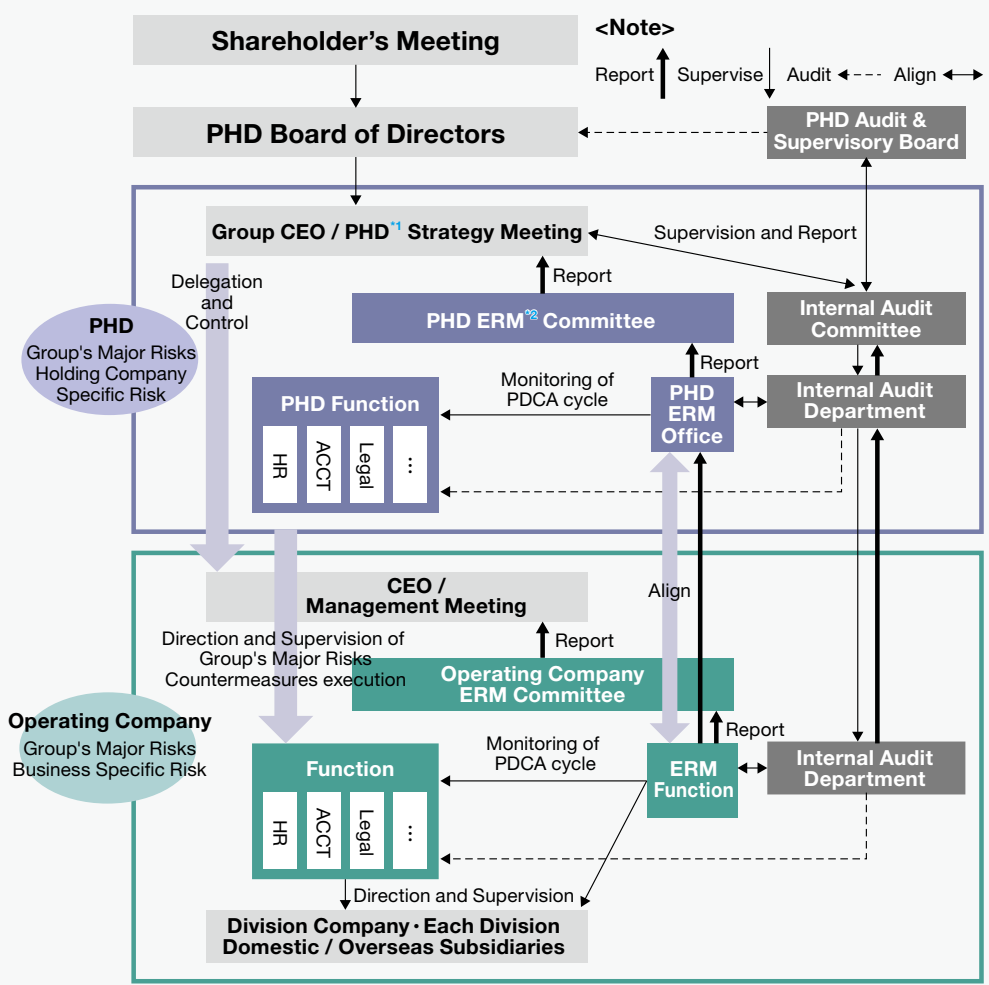 Shareholder's Meeting
<Note>
Report
Supervise
Audit
Align
PHD Board of Directors
PHD Audit &
Supervisory Board
Group CEO / PHD*1 Strategy Meeting
Supervision and Report
Delegation
and
Control
Report
PHD ERM*2 Committee
Internal Audit
Committee
PHD
Group's Major Risks
Holding Company
Specific Risk
Report
Monitoring of
PDCA cycle
PHD Function
HR
ACCT
Legal
...
PHD
ERM
Office
Internal Audit
Department
CEO /
Management Meeting
Align
Direction and Supervision of
Group's Major Risks
Countermeasures execution
Report
Operating Company
ERM Committee
Operating Company
Group's Major Risks
Business Specific Risk
Report
Monitoring of
PDCA cycle
Function
HR
ACCT
Legal
...
ERM
Function
Internal Audit
Department
Direction and Supervision
Division Company · Each Division
Domestic / Overseas Subsidiaries